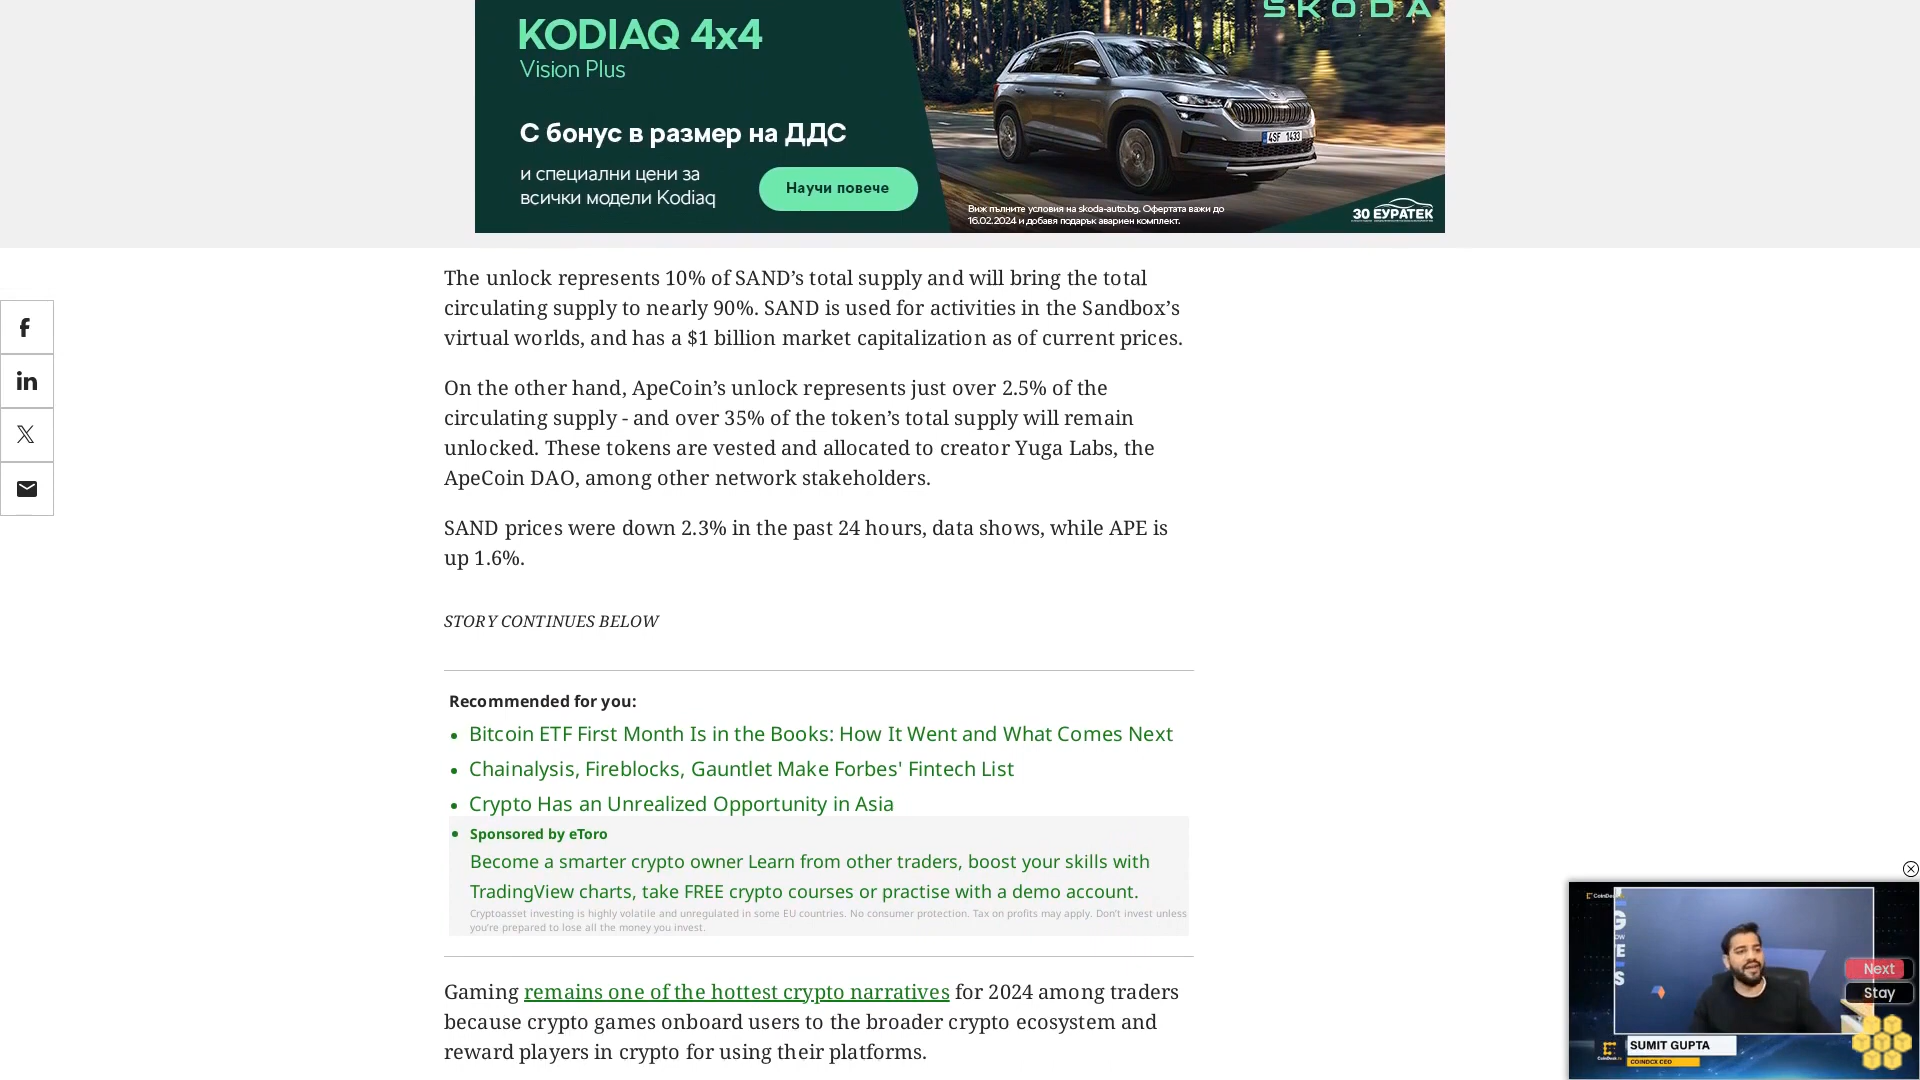 ŠKODA
KODIAQ 4x4
Vision Plus
С бонус в размер на ДДС
и специални цени за
всички модели Kodiaq
Научи повече
4SF 1433
Виж пълните условия на skoda-auto.bg. Офертата важи до
16.02.2024 и добавя подарък авариен комплект.
30 ЕУРАТЕК
The unlock represents 10% of SAND’s total supply and will bring the total
circulating supply to nearly 90%. SAND is used for activities in the Sandbox’s
virtual worlds, and has a $1 billion market capitalization as of current prices.
On the other hand, ApeCoin’s unlock represents just over 2.5% of the
circulating supply - and over 35% of the token’s total supply will remain
unlocked. These tokens are vested and allocated to creator Yuga Labs, the
ApeCoin DAO, among other network stakeholders.
SAND prices were down 2.3% in the past 24 hours, data shows, while APE is
up 1.6%.
STORY CONTINUES BELOW
Recommended for you:
• Bitcoin ETF First Month Is in the Books: How It Went and What Comes Next
• Chainalysis, Fireblocks, Gauntlet Make Forbes' Fintech List
• Crypto Has an Unrealized Opportunity in Asia
• Sponsored by eToro
Become a smarter crypto owner Learn from other traders, boost your skills with
TradingView charts, take FREE crypto courses or practise with a demo account.
Cryptoasset investing is highly volatile and unregulated in some EU countries. No consumer protection. Tax on profits may apply. Don’t invest unless
you’re prepared to lose all the money you invest.
Gaming remains one of the hottest crypto narratives for 2024 among traders
because crypto games onboard users to the broader crypto ecosystem and
reward players in crypto for using their platforms.
Next
Stay
SUMIT GUPTA
COINDCX CEO